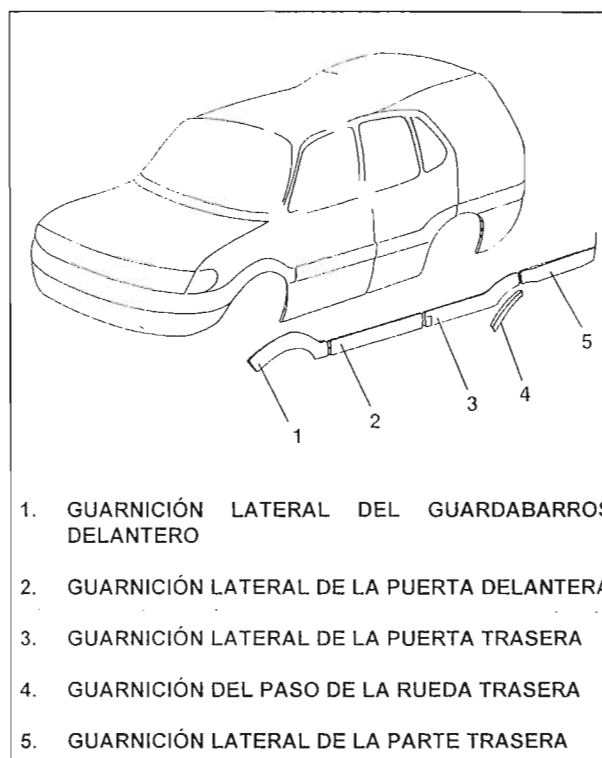 1
2
3
4
5
1. GUARNICIÓN LATERAL DEL GUARDABARROS
DELANTERO
2. GUARNICIÓN LATERAL DE LA PUERTA DELANTERA
3. GUARNICIÓN LATERAL DE LA PUERTA TRASERA
4. GUARNICIÓN DEL PASO DE LA RUEDA TRASERA
5. GUARNICIÓN LATERAL DE LA PARTE TRASERA